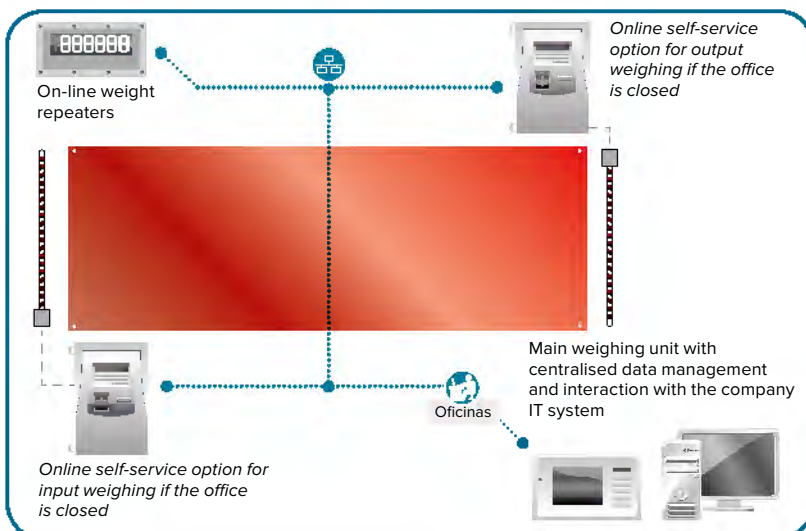 888888
On-line weight
repeaters
Online self-service
option for output
weighing if the office
is closed
Main weighing unit with
centralised data management
and interaction with the company
IT system
Oficinas
Online self-service option for
input weighing if the office
is closed